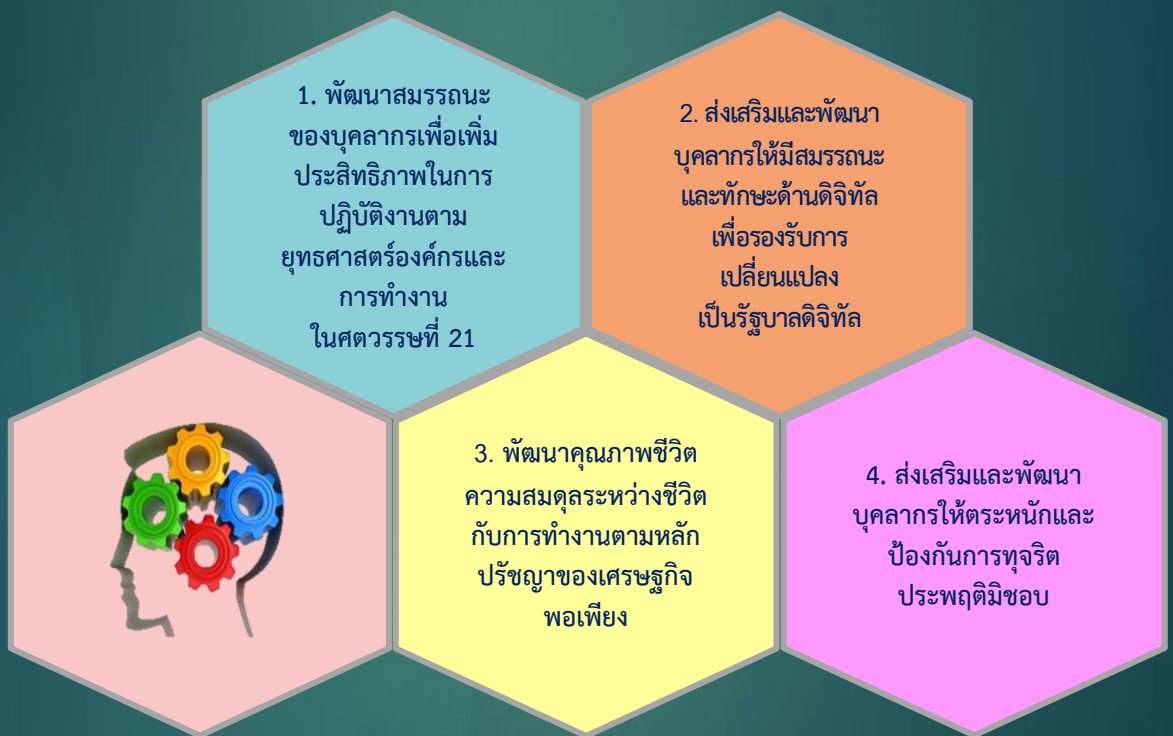 1. พัฒนาสมรรถนะ
ของบุคลากรเพื่อเพิ่ม
ประสิทธิภาพในการ
ปฏิบัติงานตาม
ยุทธศาสตร์องค์กรและ
การทำงาน
ในศตวรรษที่ 21
2. ส่งเสริมและพัฒนา
บุคลากรให้มีสมรรถนะ
และทักษะด้านดิจิทัล
เพื่อรองรับการ
เปลี่ยนแปลง
เป็นรัฐบาลดิจิทัล
3. พัฒนาคุณภาพชีวิต
ความสมดุลระหว่างชีวิต
กับการทำงานตามหลัก
ปรัชญาของเศรษฐกิจ
พอเพียง
4. ส่งเสริมและพัฒนา
บุคลากรให้ตระหนักและ
ป้องกันการทุจริต
ประพฤติมิชอบ